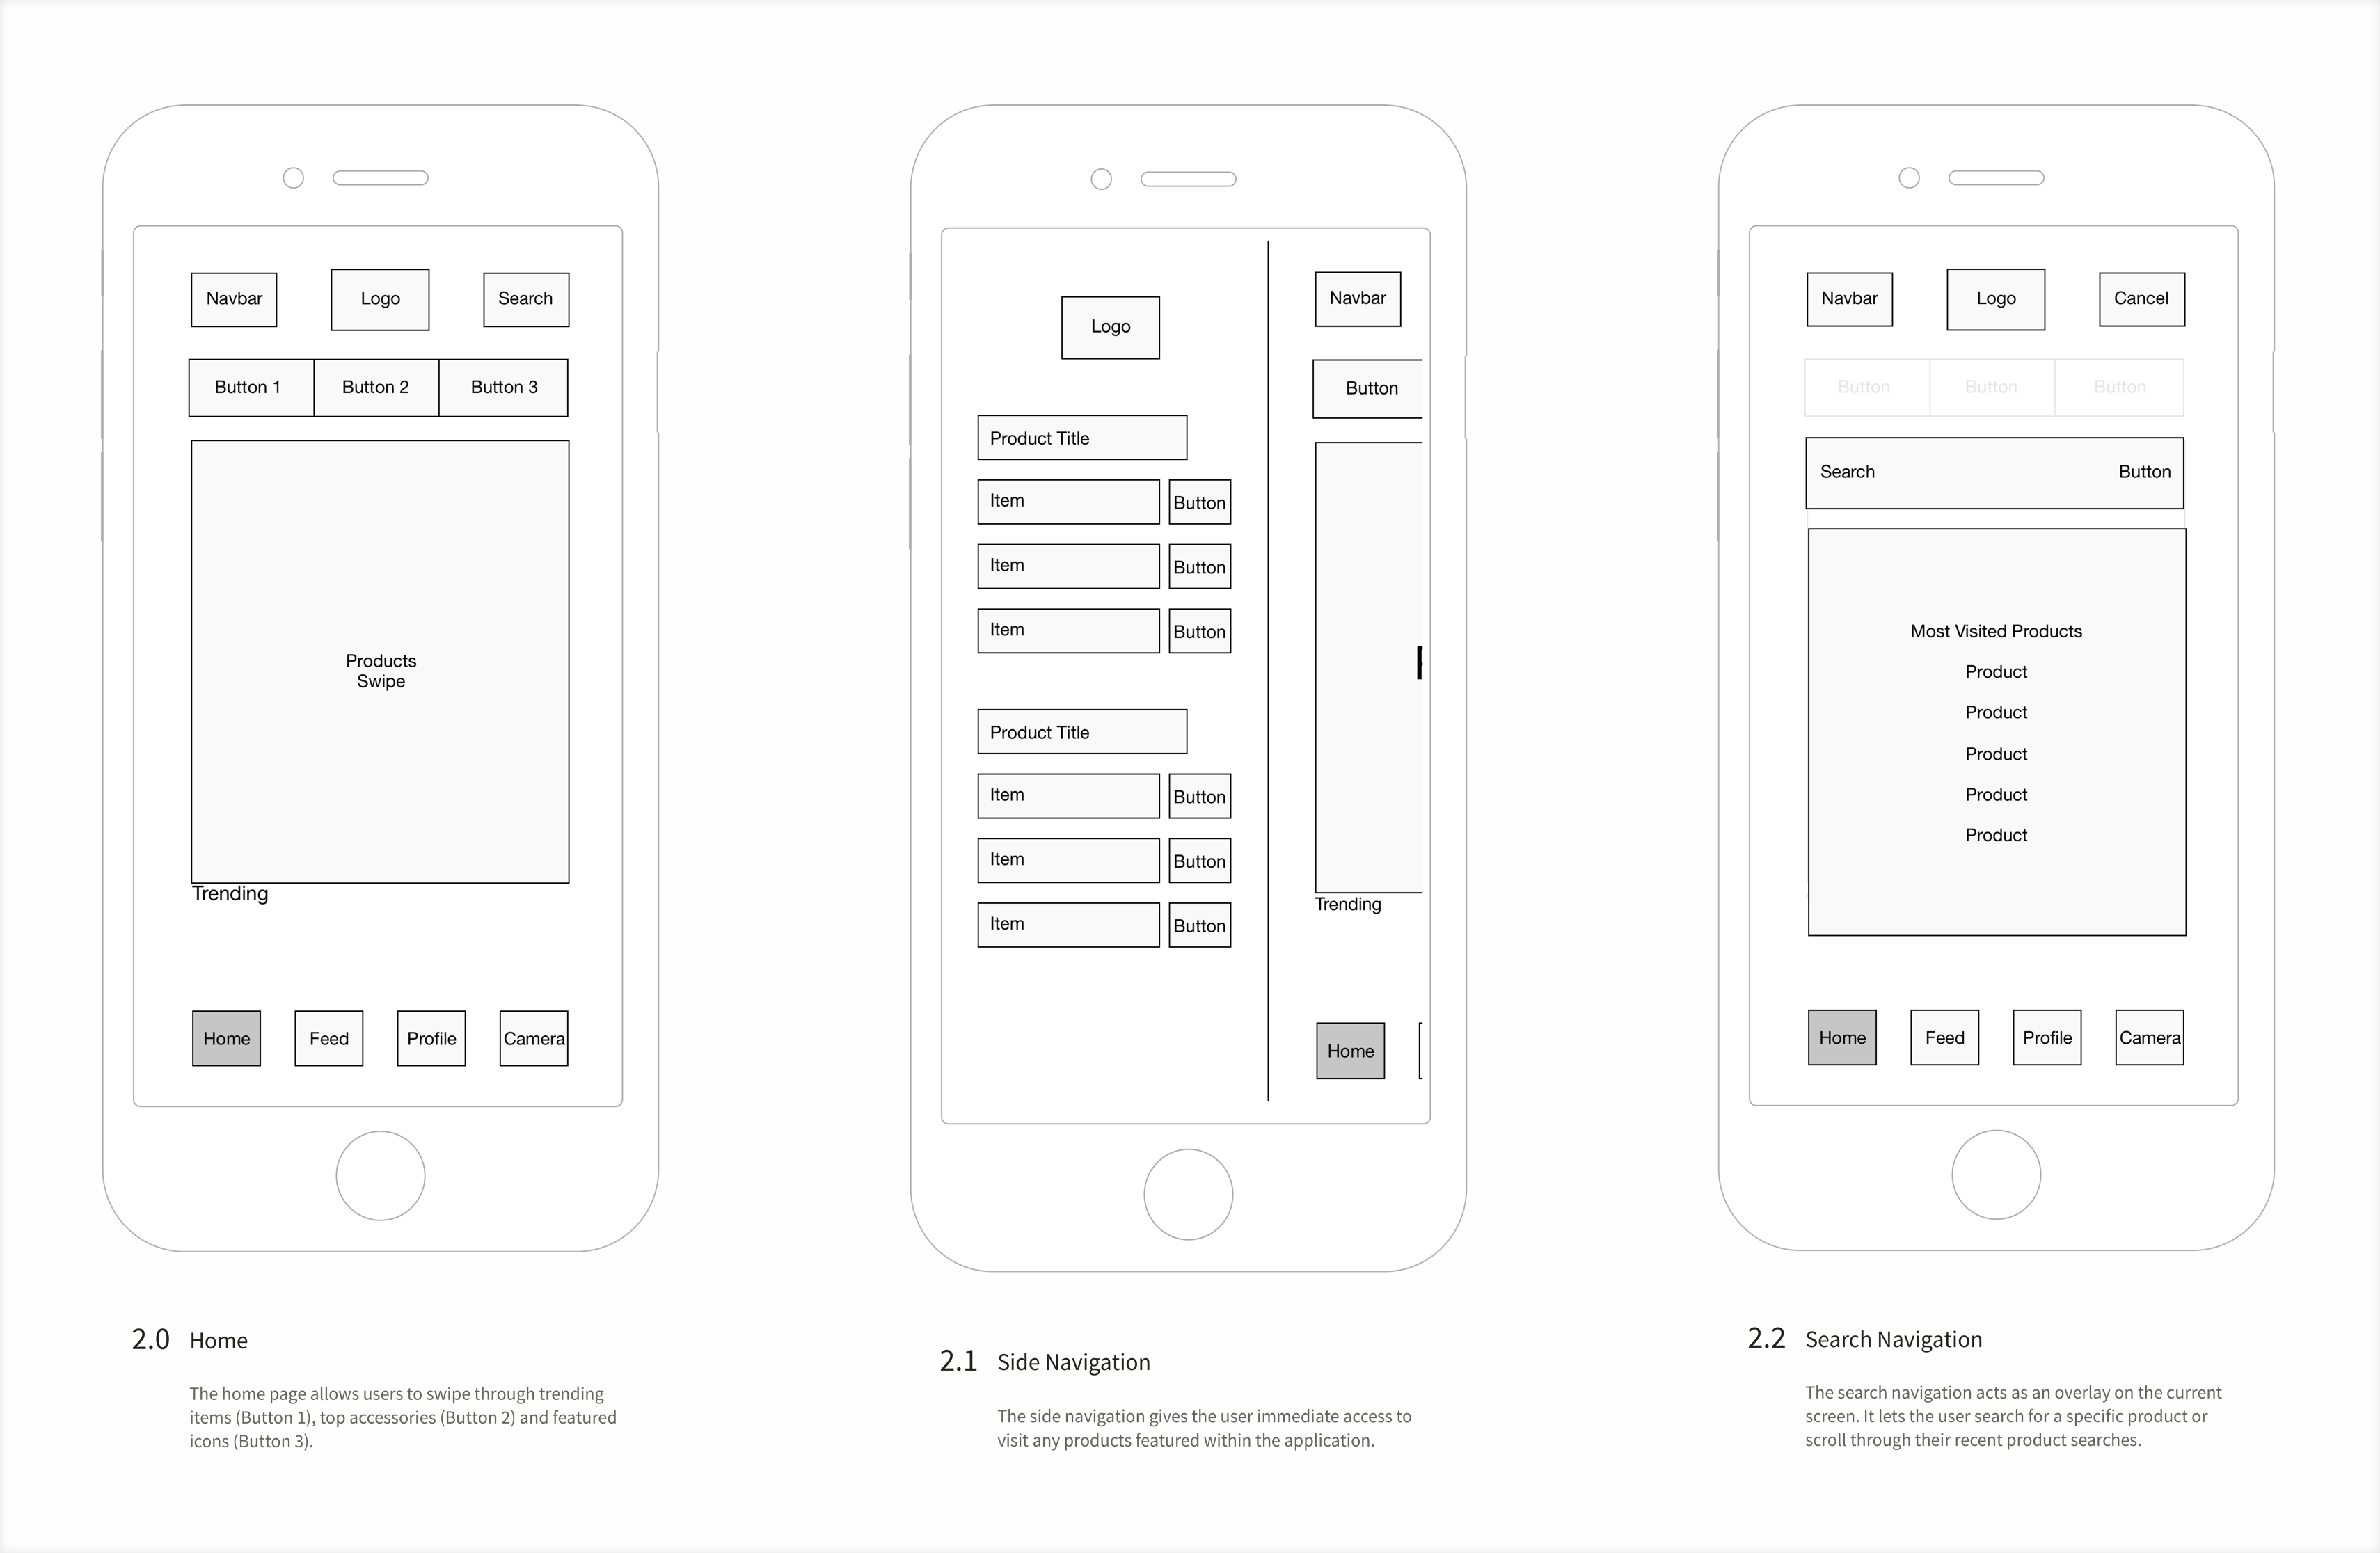 Navbar
Logo
Search
Button 1
Button 2
Button 3
Products
Swipe
Trending
Home
Feed
Profile
Camera
2.0 Home
The home page allows users to swipe through trending
items (Button 1), top accessories (Button 2) and featured
icons (Button 3).
Logo
Product Title
Item
Button
Item
Button
Item
Button
Product Title
Item
Button
Item
Button
Item
Button
Navbar
Button
Trending
Home
2.1 Side Navigation
The side navigation gives the user immediate access to
visit any products featured within the application.
Navbar
Logo
Cancel
Button
Button
Button
Search
Button
Most Visited Products
Product
Product
Product
Product
Product
Home
Feed
Profile
Camera
2.2 Search Navigation
The search navigation acts as an overlay on the current
screen. It lets the user search for a specific product or
scroll through their recent product searches.